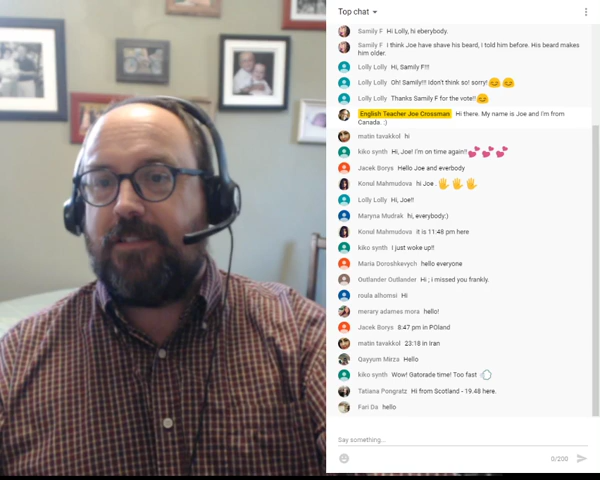 Top chat
Samily F Hi Lolly, hi eberybody.
Samily F I think Joe have shave his beard, I told him before. His beard makes
him older.
Lolly Lolly Hi, Samily F!!!
Lolly Lolly Oh! Samily!!! Idon't think so! sorry! 😊 😊
Lolly Lolly Thanks Samily F for the vote!! 😊
English Teacher Joe Crossman Hi there. My name is Joe and I'm from
Canada. :)
matin tavakkol hi
kiko synth Hi, Joe! I'm on time again!! 💕 💕 💕
Jacek Borys Hello Joe and everbody
Konul Mahmudova hi Joe . 🖐 🖐 🖐
Lolly Lolly Hi, Joe!!
Maryna Mudrak hi, everybody:)
Konul Mahmudova it is 11:48 pm here
kiko synth I just woke up!!
Maria Doroshkevych hello everyone
Outlander Outlander Hi ; i missed you frankly.
roula alhomsi Hi
merary adames mora hello!
Jacek Borys 8:47 pm in POland
matin tavakkol 23:18 in Iran
Qayyum Mirza Hello
kiko synth Wow! Gatorade time! Too fast
Tatiana Pongratz Hi from Scotland - 19.48 here.
Fari Da hello
Say something...
0/200